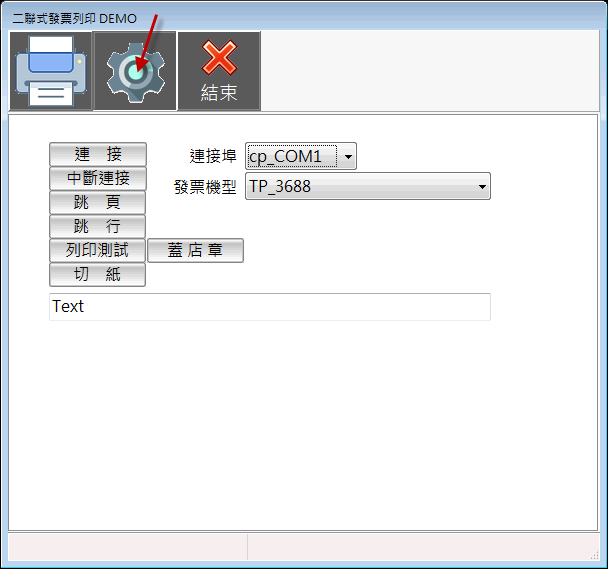 二聯式發票列印 DEMO
結束
連 接
連接埠 cp_COM1
中斷連接
發票機型 TP_3688
跳 頁
跳 行
列印測試 蓋店章
切 紙
Text